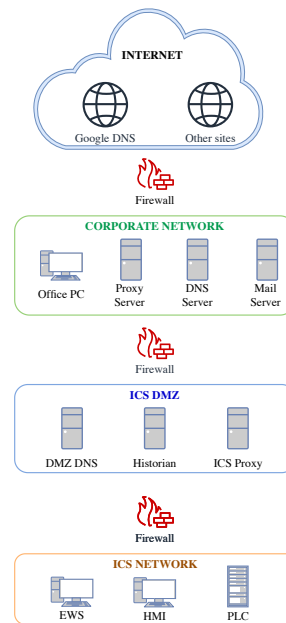 INTERNET
Google DNS Other sites
Firewall
CORPORATE NETWORK
Office PC
Proxy Server
DNS Server
Mail Server
Firewall
ICS DMZ
DMZ DNS Historian ICS Proxy
Firewall
ICS NETWORK
EWS HMI PLC